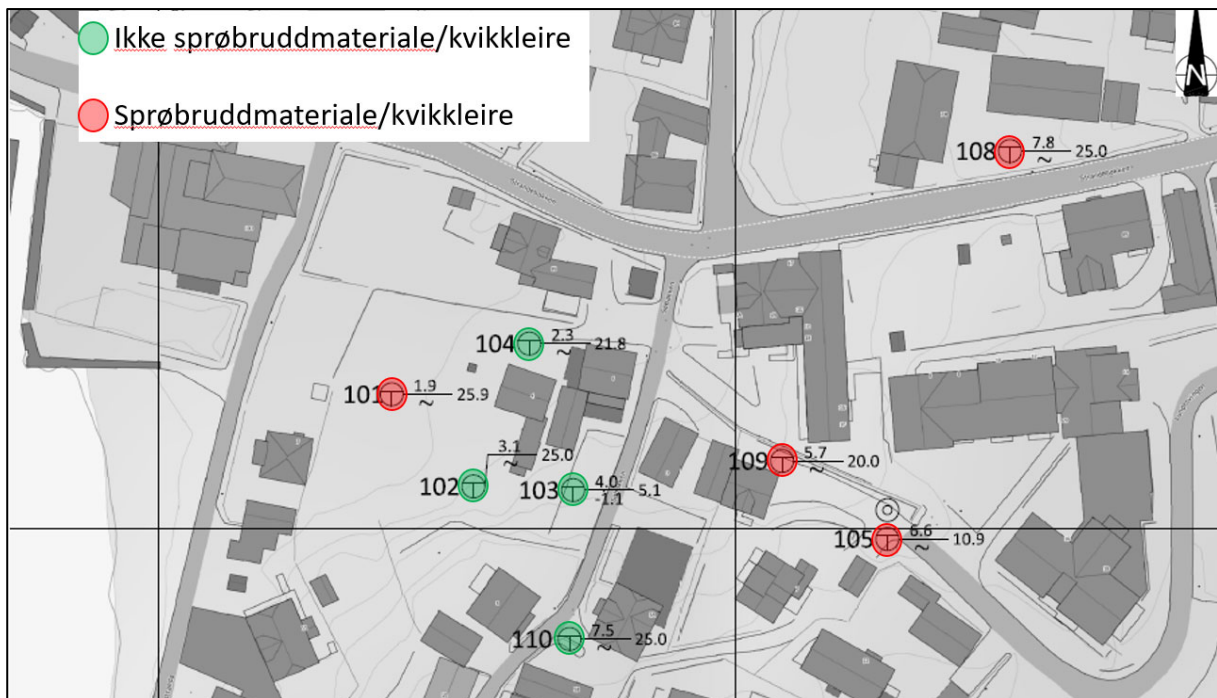 Ikke sprøbruddmateriale/kvikkleire
Sprøbruddmateriale/kvikkleire
N
108 7.8 ~ 25.0
Strandbakken
104 2.3 ~ 21.8
101 1.9 ~ 25.9
102 3.1 ~ 25.0
103 4.0 -1.1 5,1
109 5.7 ~ 20.0
105 6.6 ~ 10.9
110 7.5 ~ 25.0